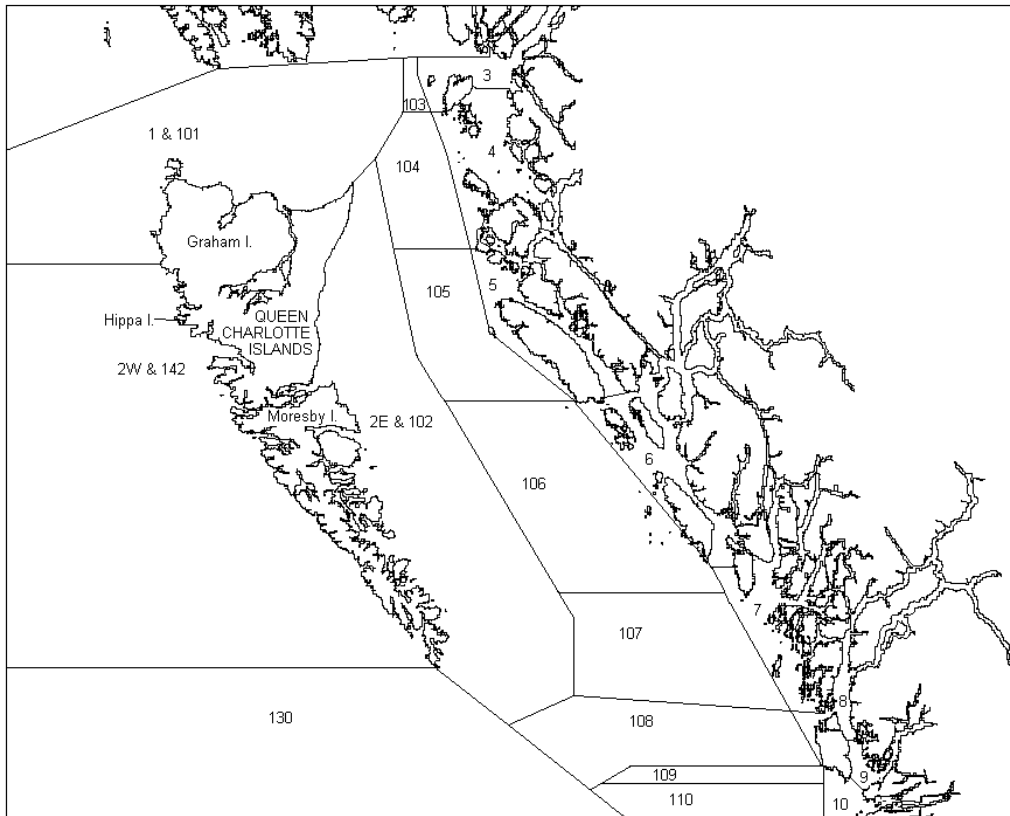 3
103
1 & 101
4
104
Graham I.
5
105
Hippa I.
QUEEN
CHARLOTTE
ISLANDS
2W & 142
Moresby I.
2E & 102
6
106
7
107
8
130
108
109
9
110
10